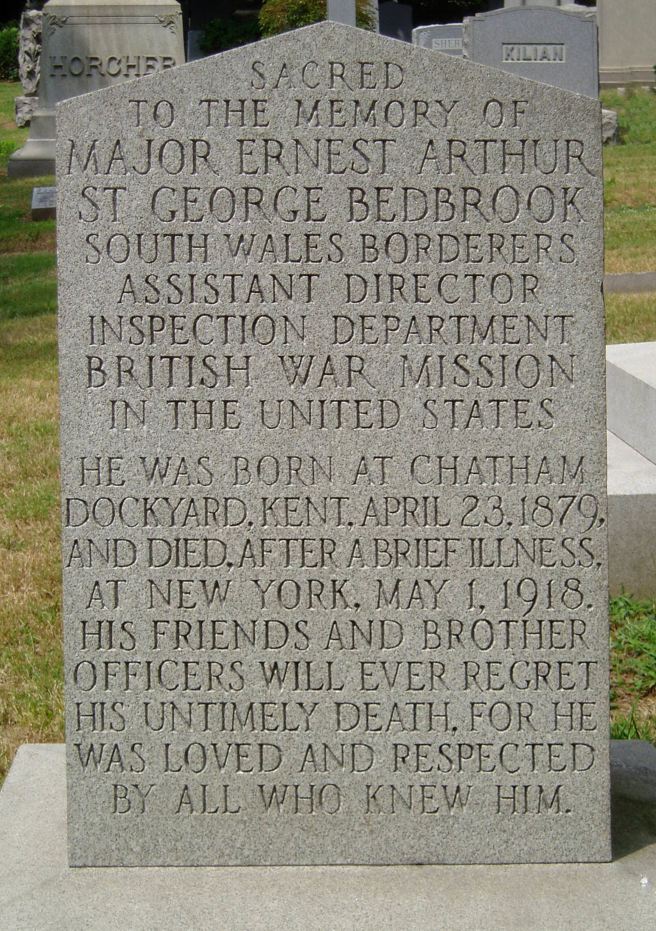 HORCHER
SHER
KILIAN
SACRED
TO THE MEMORY OF
MAJOR ERNEST ARTHUR
ST GEORGE BEDBROOK
SOUTH WALES BORDERERS
ASSISTANT DIRECTOR
INSPECTION DEPARTMENT
BRITISH WAR MISSION
IN THE UNITED STATES
HE WAS BORN AT CHATHAM
DOCKYARD, KENT, APRIL 23, 1879,
AND DIED, AFTER A BRIEF ILLNESS,
AT NEW YORK, MAY 1, 1918.
HIS FRIENDS AND BROTHER
OFFICERS WILL EVER REGRET
HIS UNTIMELY DEATH, FOR HE
WAS LOVED AND RESPECTED
BY ALL WHO KNEW HIM.